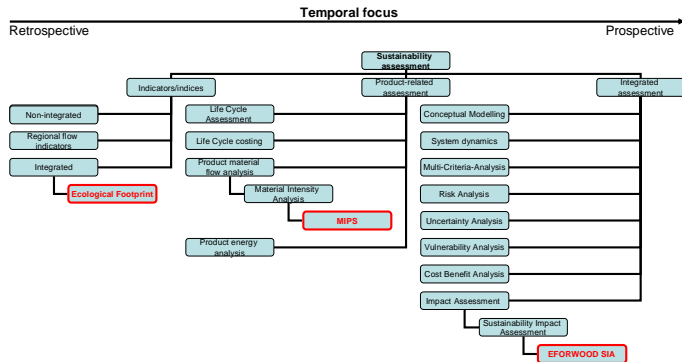 Temporal focus
Retrospective
Prospective
Sustainability
assessment
Indicators/indices
Product-related
assessment
Integrated
assessment
Non-integrated
Regional flow
indicators
Integrated
Ecological Footprint
Life Cycle
Assessment
Life Cycle costing
Product material
flow analysis
Material Intensity
Analysis
MIPS
Product energy
analysis
Conceptual Modelling
System dynamics
Multi-Criteria-Analysis
Risk Analysis
Uncertainty Analysis
Vulnerability Analysis
Cost Benefit Analysis
Impact Assessment
Sustainability Impact
Assessment
EFORWOOD SIA